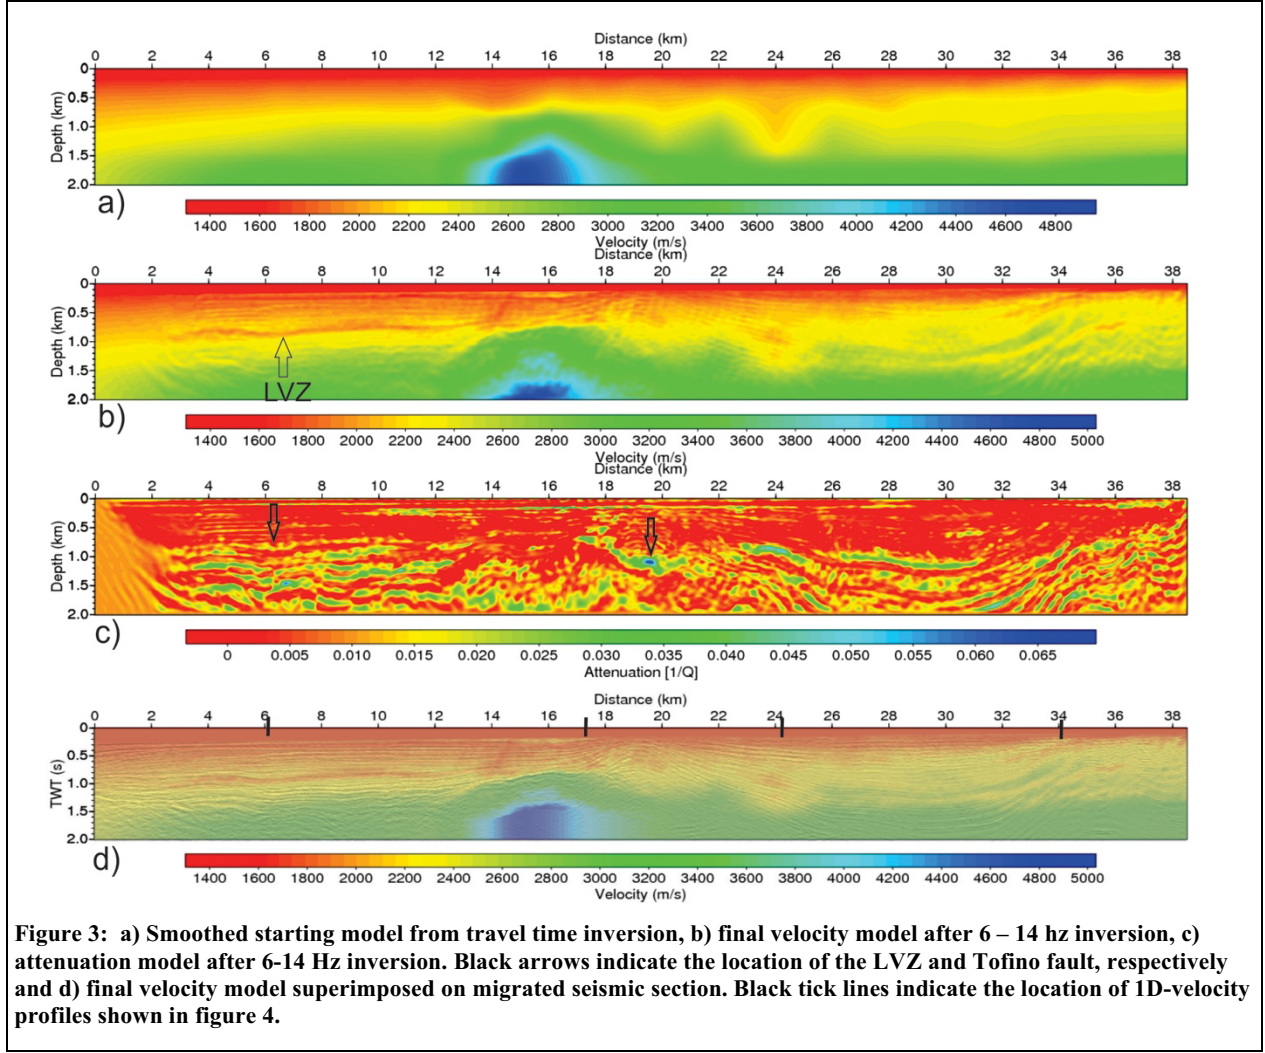 Distance (km)
0 2 4 6 8 10 12 14 16 18 20 22 24 26 28 30 32 34 36 38
Depth (km)
0
0.5
1.0
1.5
2.0
a)
1400 1600 1800 2000 2200 2400 2600 2800 3000 3200 3400 3600 3800 4000 4200 4400 4600 4800
Velocity (m/s)
Distance (km)
0 2 4 6 8 10 12 14 16 18 20 22 24 26 28 30 32 34 36 38
Depth (km)
0
0.5
1.0
1.5
2.0
LVZ
b)
1400 1600 1800 2000 2200 2400 2600 2800 3000 3200 3400 3600 3800 4000 4200 4400 4600 4800 5000
Velocity (m/s)
Distance (km)
0 2 4 6 8 10 12 14 16 18 20 22 24 26 28 30 32 34 36 38
Depth (km)
0
0.5
1.0
1.5
2.0
c)
0 0.005 0.010 0.015 0.020 0.025 0.030 0.035 0.040 0.045 0.050 0.055 0.060 0.065
Attenuation [1/Q]
Distance (km)
0 2 4 6 8 10 12 14 16 18 20 22 24 26 28 30 32 34 36 38
TWT (s)
0
0.5
1.0
1.5
2.0
d)
1400 1600 1800 2000 2200 2400 2600 2800 3000 3200 3400 3600 3800 4000 4200 4400 4600 4800 5000
Velocity (m/s)
Figure 3: a) Smoothed starting model from travel time inversion, b) final velocity model after 6 – 14 hz inversion, c)
attenuation model after 6-14 Hz inversion. Black arrows indicate the location of the LVZ and Tofino fault, respectively
and d) final velocity model superimposed on migrated seismic section. Black tick lines indicate the location of 1D-velocity
profiles shown in figure 4.